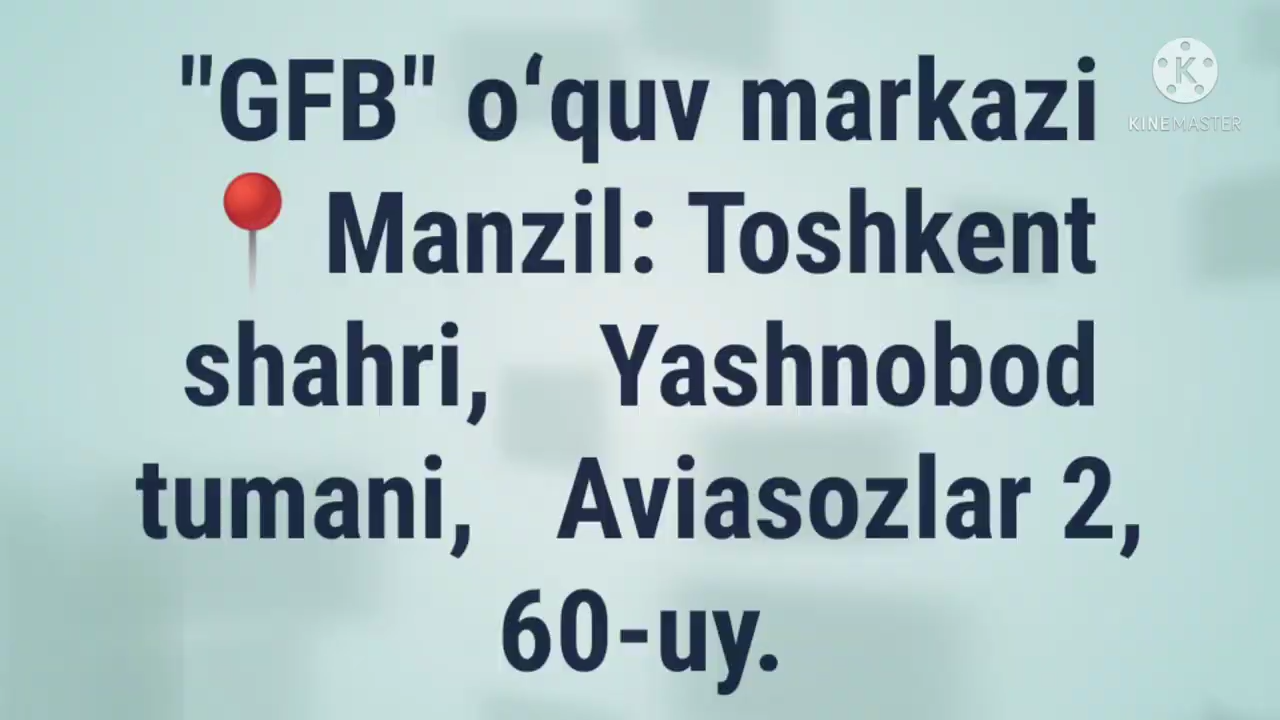 "GFB" o‘quv markazi
📍 Manzil: Toshkent
shahri, Yashnobod
tumani, Aviasozlar 2,
60-uy.
K
KINEMASTER